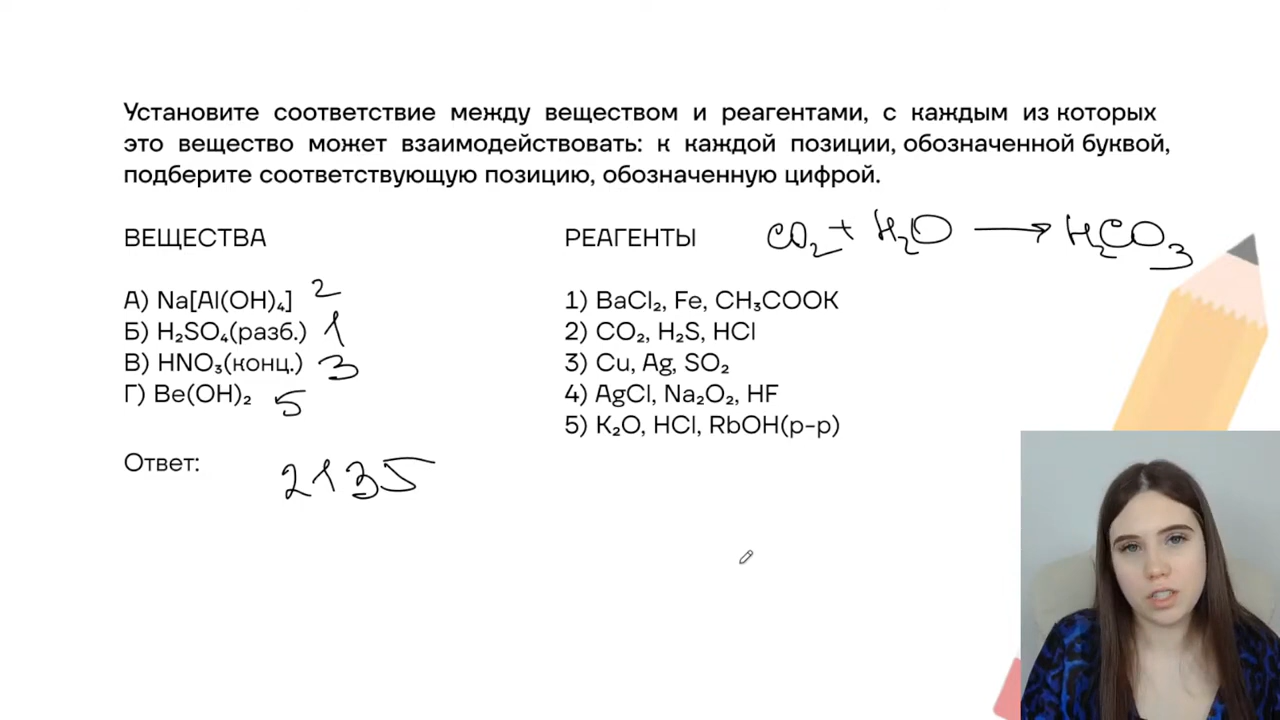 Установите соответствие между веществом и реагентами, с каждым из которых
это вещество может взаимодействовать: к каждой позиции, обозначенной буквой,
подберите соответствующую позицию, обозначенную цифрой.
ВЕЩЕСТВА
А) Na[Al(OH)₄] 2
Б) H₂SO₄(разб.) 1
В) HNO₃(конц.) 3
Г) Be(OH)₂ 5
РЕАГЕНТЫ
CO₂ + H₂O → H₂CO₃
1) BaCl₂, Fe, CH₃COOK
2) CO₂, H₂S, HCl
3) Cu, Ag, SO₂
4) AgCl, Na₂O₂, HF
5) K₂O, HCl, RbOH(р-р)
Ответ: 2135